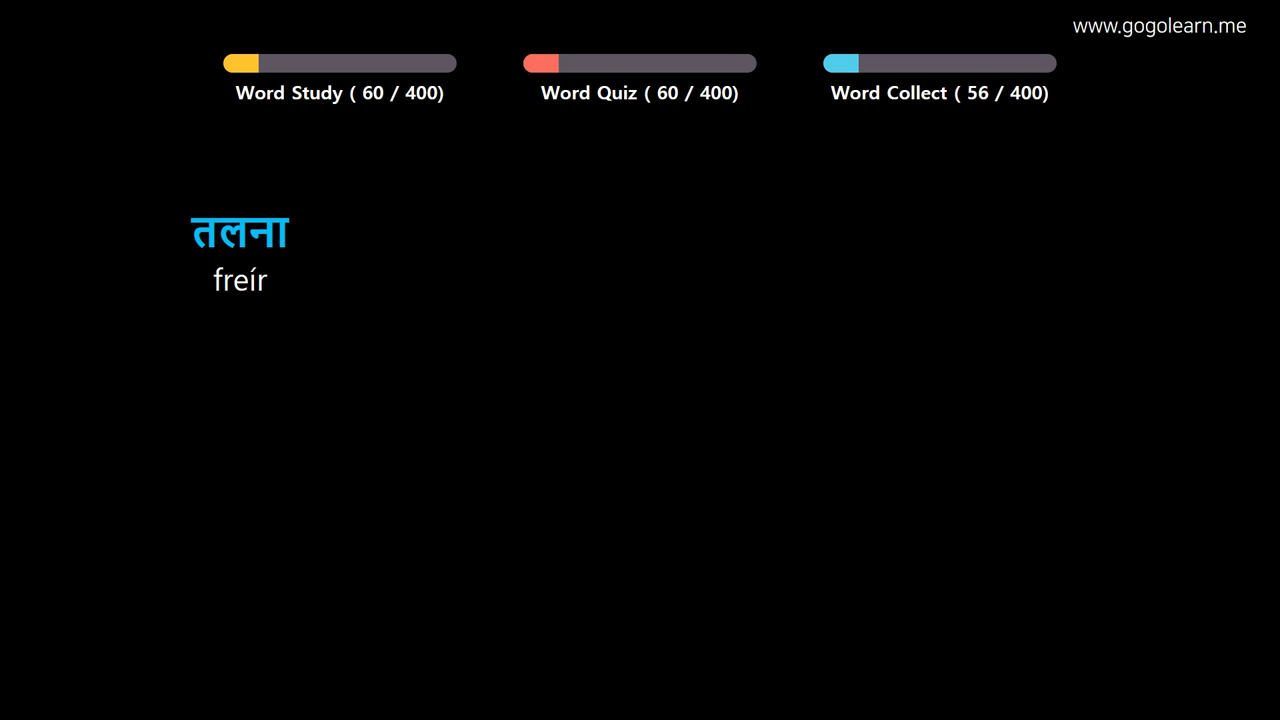 www.gogolearn.me
Word Study ( 60 / 400)
Word Quiz ( 60 / 400)
Word Collect ( 56 / 400)
तलना
freír